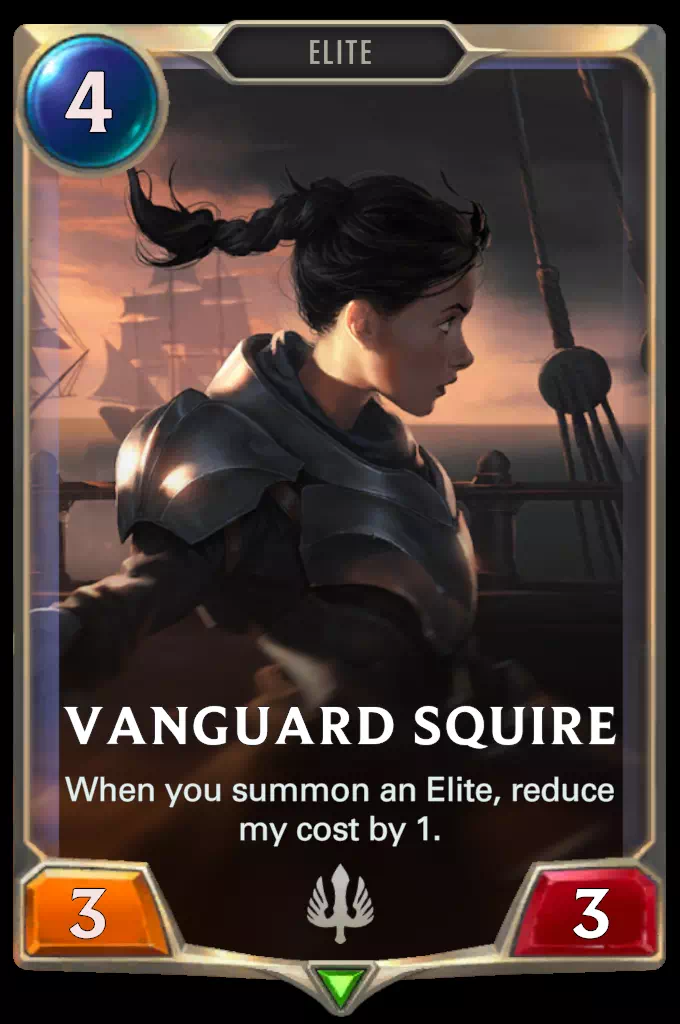 ELITE
4
VANGUARD SQUIRE
When you summon an Elite, reduce
my cost by 1.
3
3